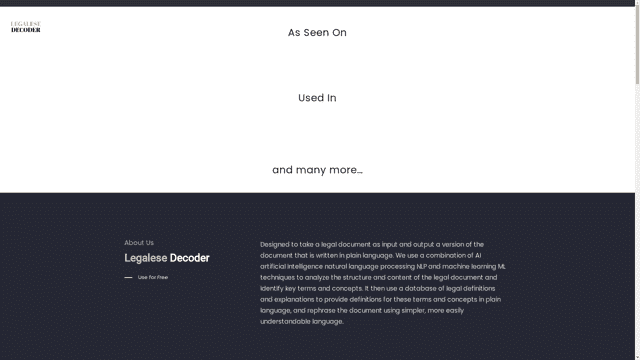 LEGALESE
DECODER
As Seen On
Used In
and many more...
About Us
Legalese Decoder
Use For Free
Designed to take a legal document as input and output a version of the
document that is written in plain language. We use a combination of AI
artificial intelligence natural language processing NLP and machine learning ML
techniques to analyze the structure and content of the legal document and
identify key terms and concepts. It then use a database of legal definitions
and explanations to provide definitions for these terms and concepts in plain
language, and rephrase the document using simpler, more easily
understandable language.